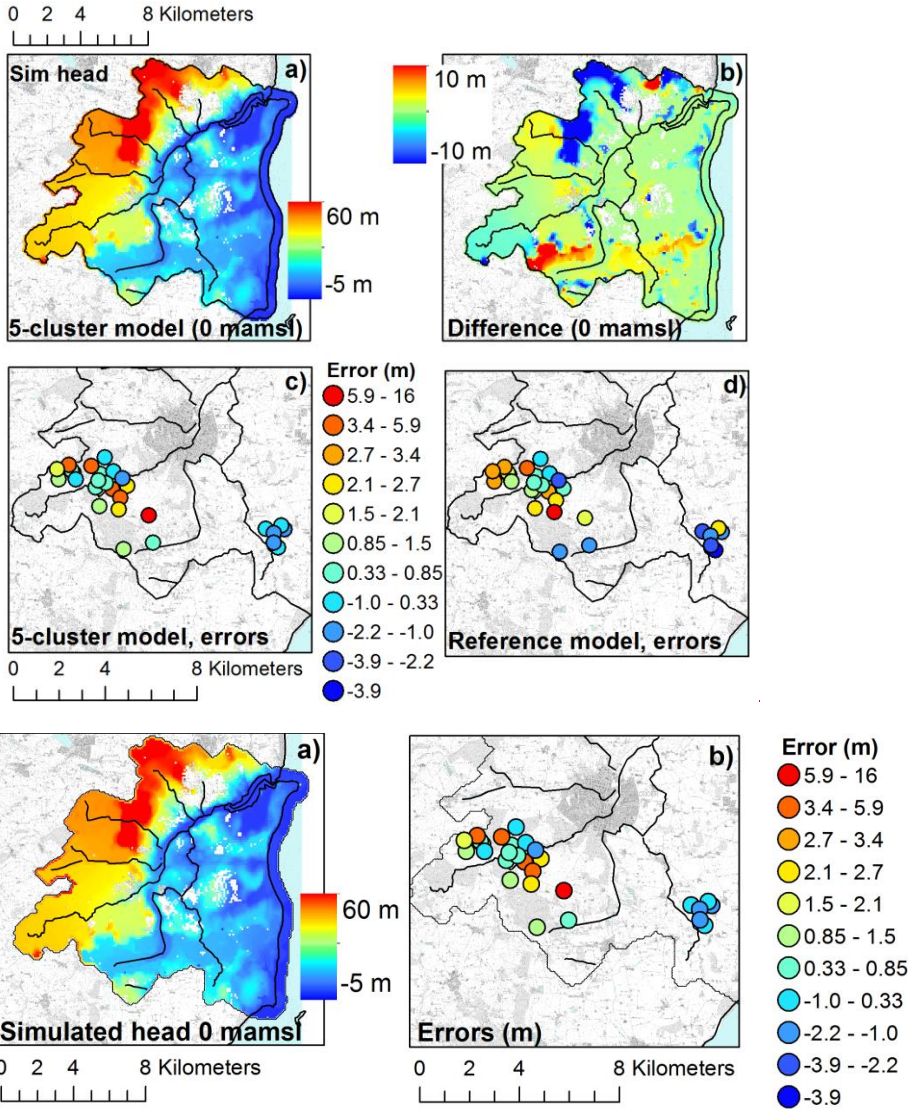 0 2 4 8 Kilometers
Sim head
a)
60 m
-5 m
5-cluster model (0 mamsl)
10 m
-10 m
b)
Difference (0 mamsl)
c)
5-cluster model, errors
Error (m)
5.9 - 16
3.4 - 5.9
2.7 - 3.4
2.1 - 2.7
1.5 - 2.1
0.85 - 1.5
0.33 - 0.85
-1.0 - 0.33
-2.2 - -1.0
-3.9 - -2.2
-3.9
d)
Reference model, errors
0 2 4 8 Kilometers
a)
60 m
-5 m
Simulated head 0 mamsl
0 2 4 8 Kilometers
b)
Errors (m)
0 2 4 8 Kilometers
Error (m)
5.9 - 16
3.4 - 5.9
2.7 - 3.4
2.1 - 2.7
1.5 - 2.1
0.85 - 1.5
0.33 - 0.85
-1.0 - 0.33
-2.2 - -1.0
-3.9 - -2.2
-3.9